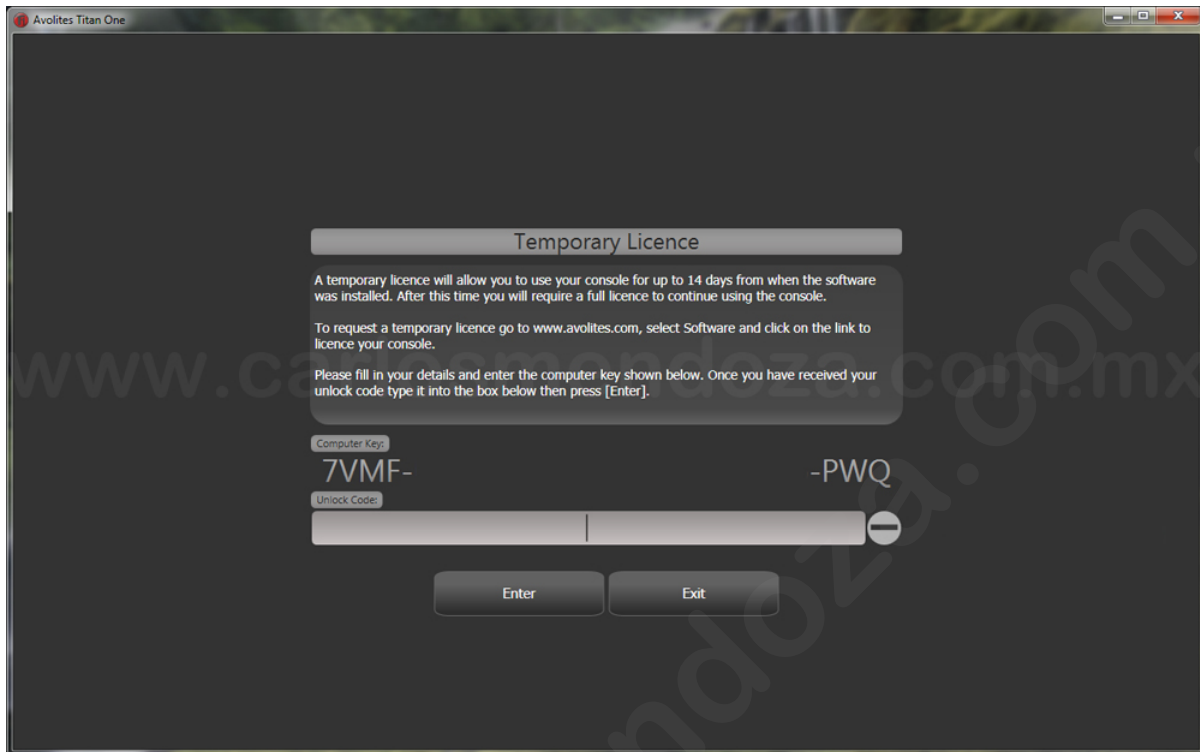 Avolites Titan One
Temporary Licence
A temporary licence will allow you to use your console for up to 14 days from when the software
was installed. After this time you will require a full licence to continue using the console.
To request a temporary licence go to www.avolites.com, select Software and click on the link to
licence your console.
Please fill in your details and enter the computer key shown below. Once you have received your
unlock code type it into the box below then press [Enter].
www.carlosmendoza.com.mx
Computer Key:
7VMF- -PWQ
Unlock Code:
Enter Exit
ndoza.com.